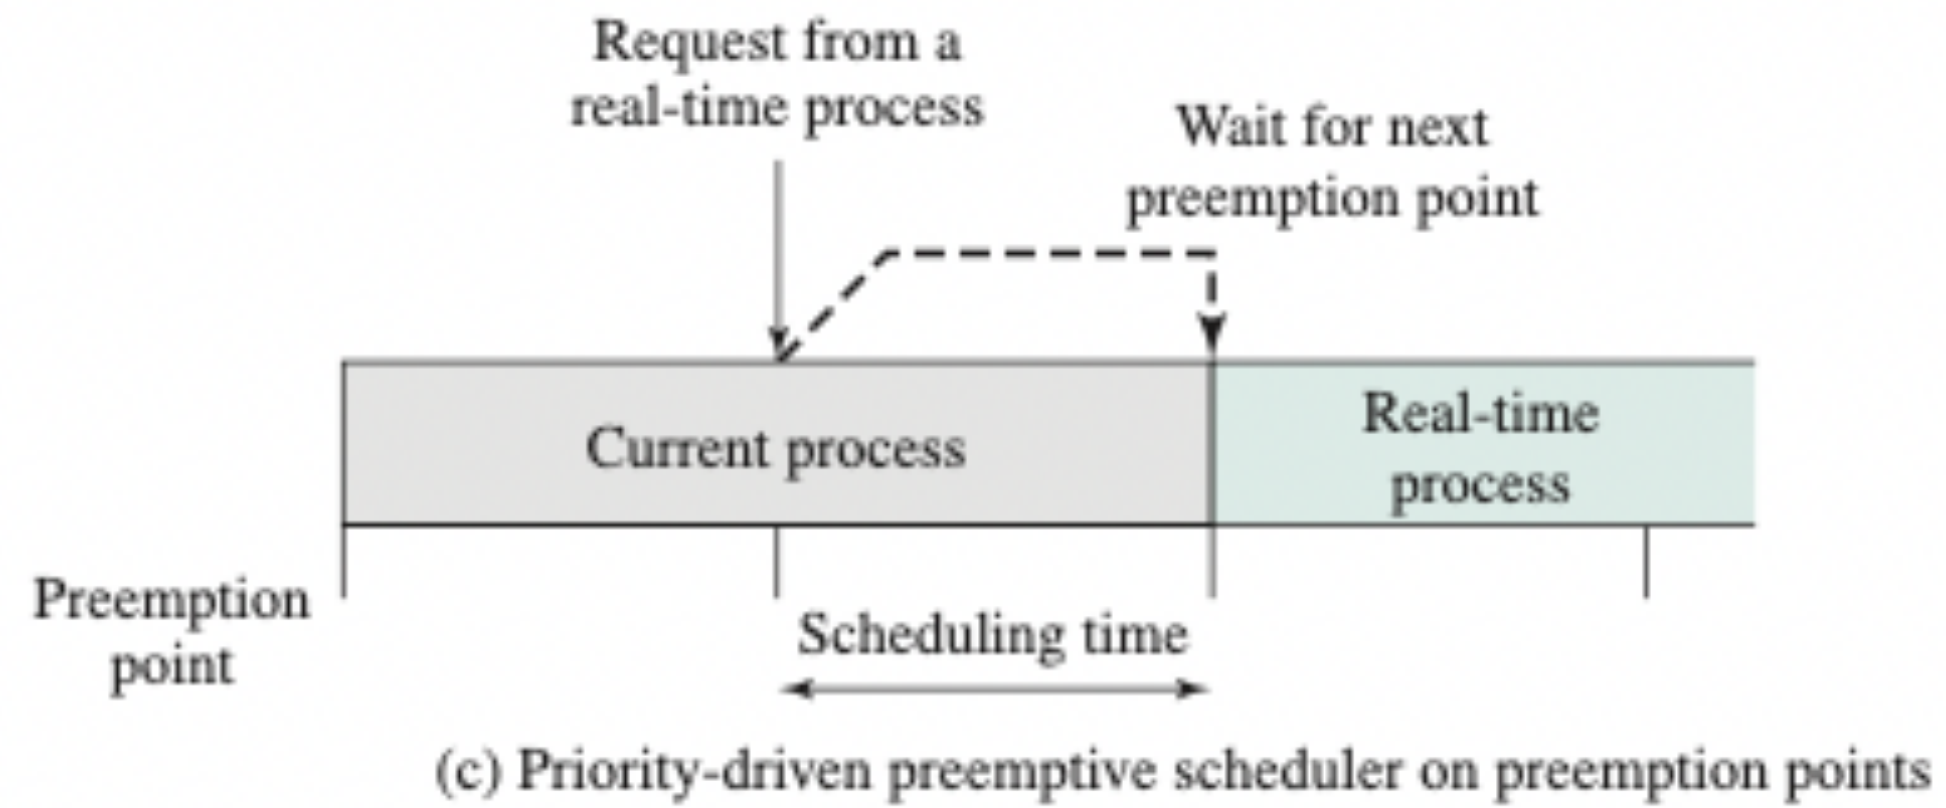 Request from a
real-time process
Wait for next
preemption point
Current process
Real-time
process
Preemption
point
Scheduling time
(c) Priority-driven preemptive scheduler on preemption points